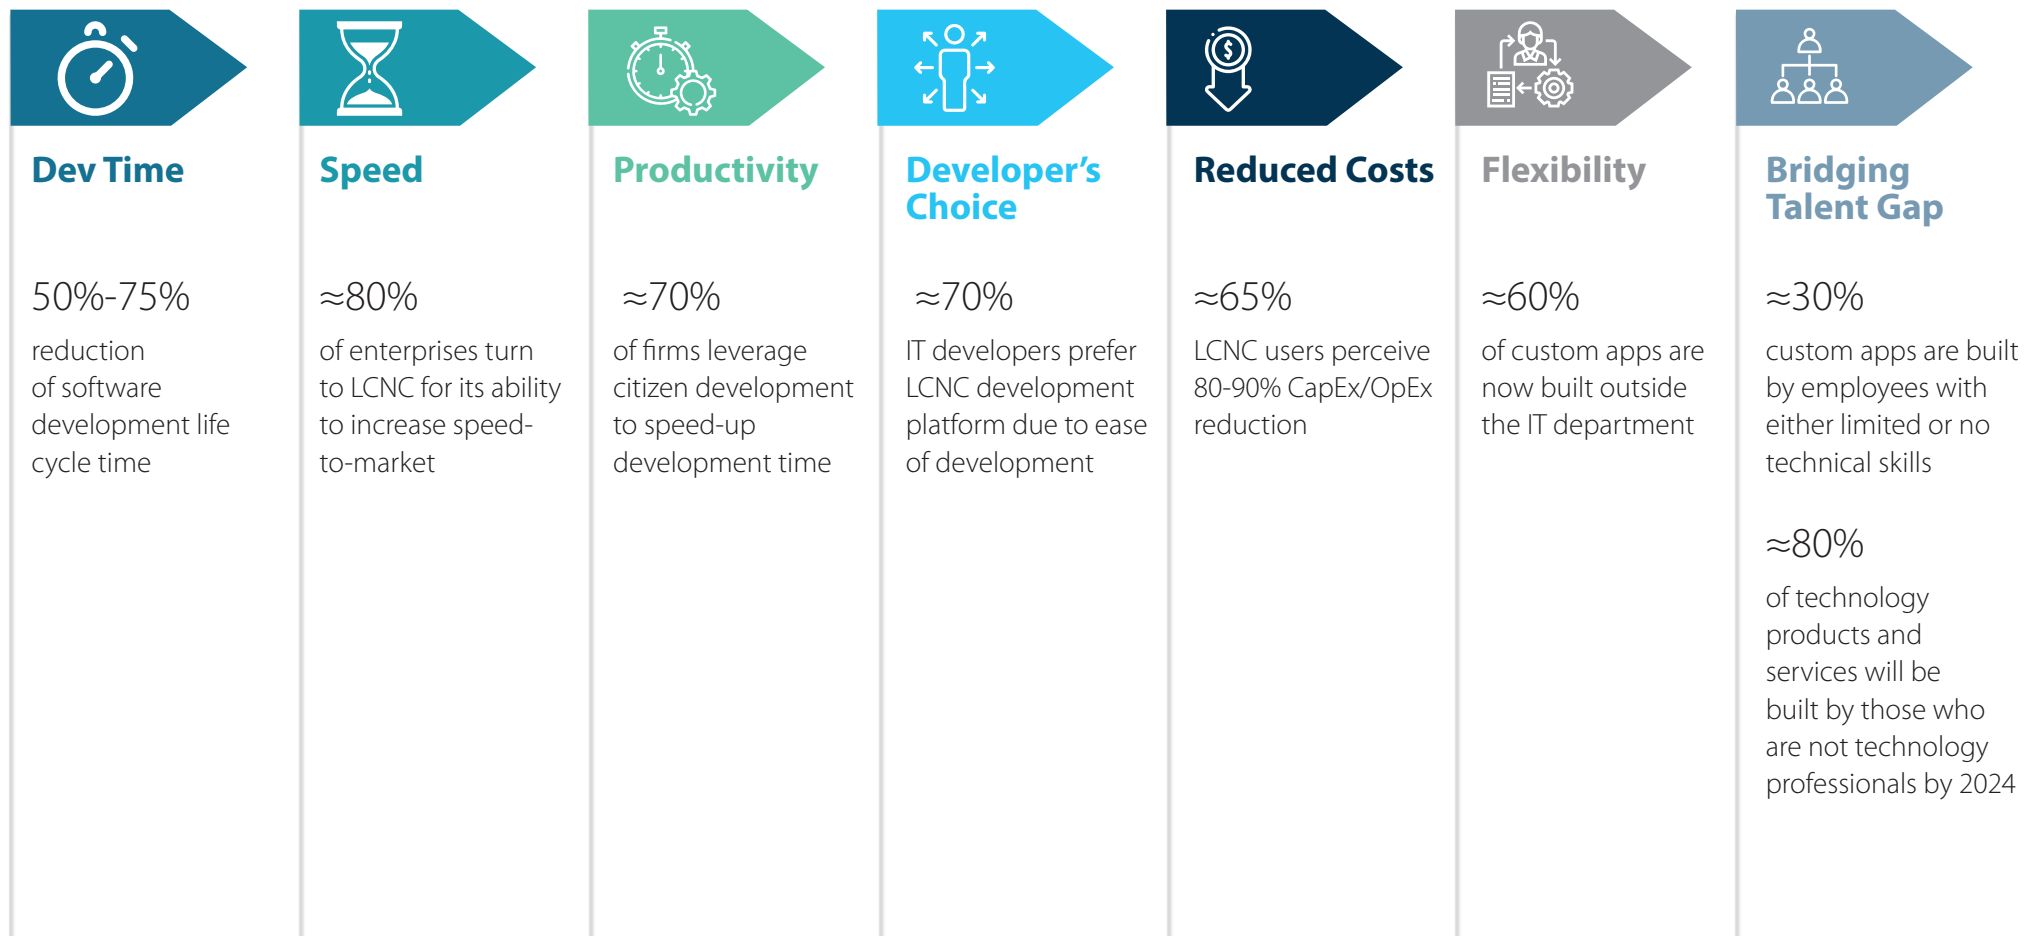 Dev Time
50%-75%
reduction
of software
development life
cycle time
Speed
≈80%
of enterprises turn
to LCNC for its ability
to increase speed-
to-market
Productivity
≈70%
of firms leverage
citizen development
to speed-up
development time
Developer’s
Choice
≈70%
IT developers prefer
LCNC development
platform due to ease
of development
$
Reduced Costs
≈65%
LCNC users perceive
80-90% CapEx/OpEx
reduction
Flexibility
≈60%
of custom apps are
now built outside
the IT department
Bridging
Talent Gap
≈30%
custom apps are built
by employees with
either limited or no
technical skills
≈80%
of technology
products and
services will be
built by those who
are not technology
professionals by 2024